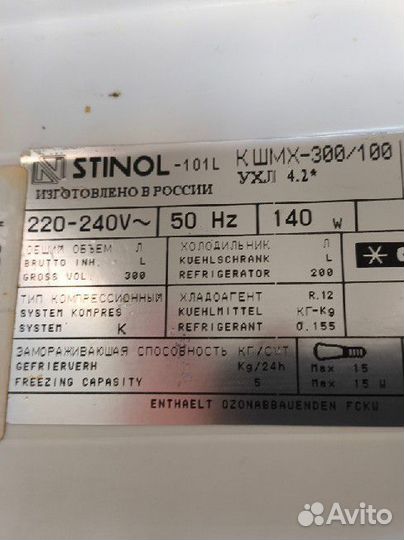 N STINOL -101L КШМХ-300/100
ИЗГОТОВЛЕНО В РОССИИ УХЛ 4.2*
220-240V~ 50 Hz 140 W
ОБЩИЙ ОБЪЕМ Л
BRUTTO INH. L
GROSS VOL. 300
ХОЛОДИЛЬНИК Л
KUEHLSCHRANK L
REFRIGERATOR 200
ТИП КОМПРЕССИОННЫЙ
SYSTEM KOMPRES
SYSTEM K
ХЛАДОАГЕНТ R.12
KUEHLMITTEL КГ-Kg
REFRIGERANT 0.155
ЗАМОРАЖИВАЮЩАЯ СПОСОБНОСТЬ КГ/СУТ
GEFRIERVERH Kg/24h
FREEZING CAPASITY 5
Max 15
Max 15 W
ENTHAELT OZONABBAUENDEN FCKW
Avito